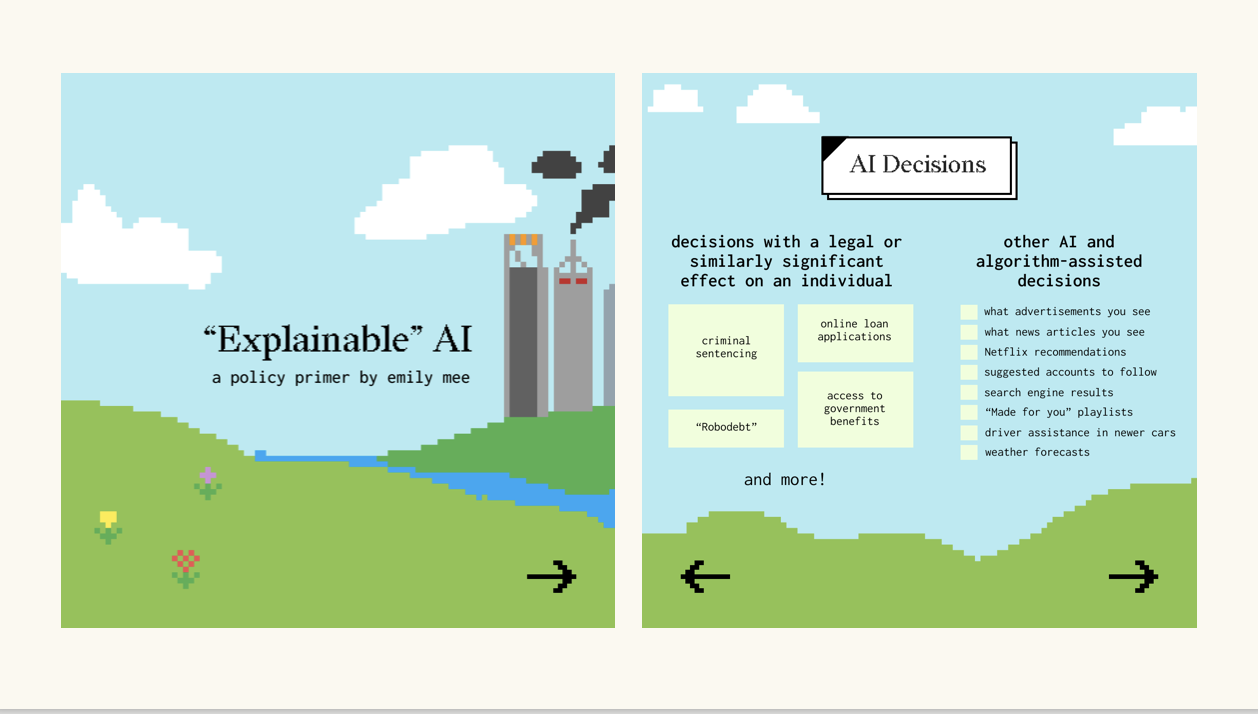 “Explainable” AI
a policy primer by emily mee
AI Decisions
decisions with a legal or
similarly significant
effect on an individual
criminal
sentencing
online loan
applications
“Robodebt”
access to
government
benefits
and more!
other AI and
algorithm-assisted
decisions
what advertisements you see
what news articles you see
Netflix recommendations
suggested accounts to follow
search engine results
“Made for you” playlists
driver assistance in newer cars
weather forecasts